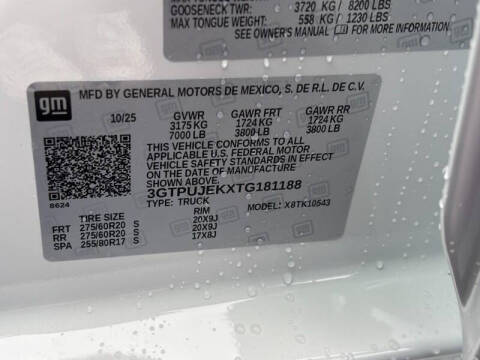 GOOSENECK TWR: 3720 KG / 8200 LBS
MAX TONGUE WEIGHT: 558 KG / 1230 LBS
SEE OWNER'S MANUAL FOR MORE INFORMATION.
gm
MFD BY GENERAL MOTORS DE MEXICO, S. DE R.L. DE C.V.
10/25 GVWR GAWR FRT GAWR RR
3175 KG 1724 KG 1724 KG
7000 LB 3800 LB 3800 LB
THIS VEHICLE CONFORMS TO ALL
APPLICABLE U.S. FEDERAL MOTOR
VEHICLE SAFETY STANDARDS IN EFFECT
ON THE DATE OF MANUFACTURE
SHOWN ABOVE.
3GTPUJEKXTG181188
8624
TYPE: TRUCK MODEL: X8TK10543
TIRE SIZE RIM
FRT 275/60R20 S 20X9J
RR 275/60R20 S 20X9J
SPA 255/80R17 S 17X8J